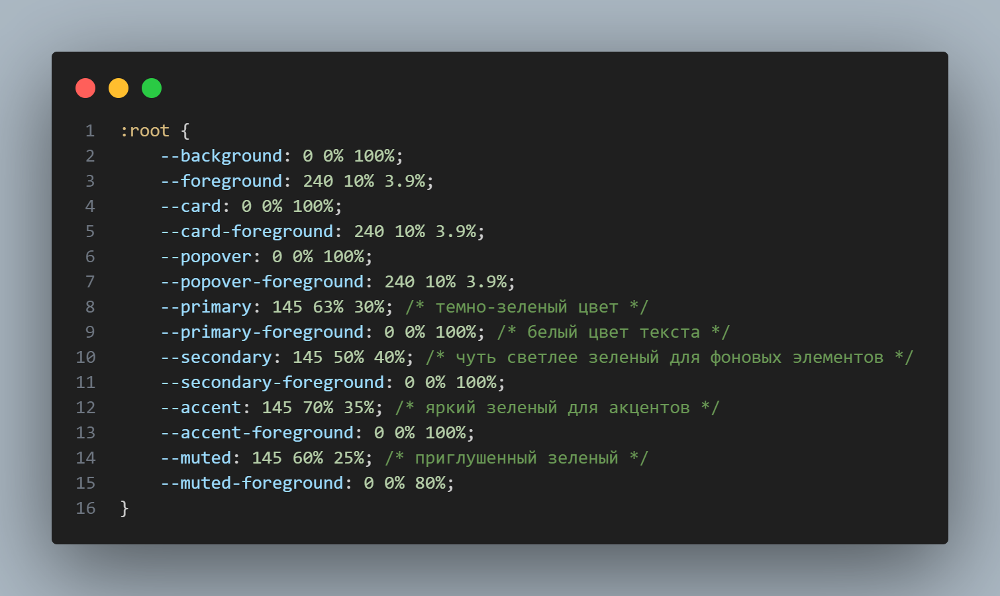 1 :root {
2 --background: 0 0% 100%;
3 --foreground: 240 10% 3.9%;
4 --card: 0 0% 100%;
5 --card-foreground: 240 10% 3.9%;
6 --popover: 0 0% 100%;
7 --popover-foreground: 240 10% 3.9%;
8 --primary: 145 63% 30%; /* темно-зеленый цвет */
9 --primary-foreground: 0 0% 100%; /* белый цвет текста */
10 --secondary: 145 50% 40%; /* чуть светлее зеленый для фоновых элементов */
11 --secondary-foreground: 0 0% 100%;
12 --accent: 145 70% 35%; /* яркий зеленый для акцентов */
13 --accent-foreground: 0 0% 100%;
14 --muted: 145 60% 25%; /* приглушенный зеленый */
15 --muted-foreground: 0 0% 80%;
16 }